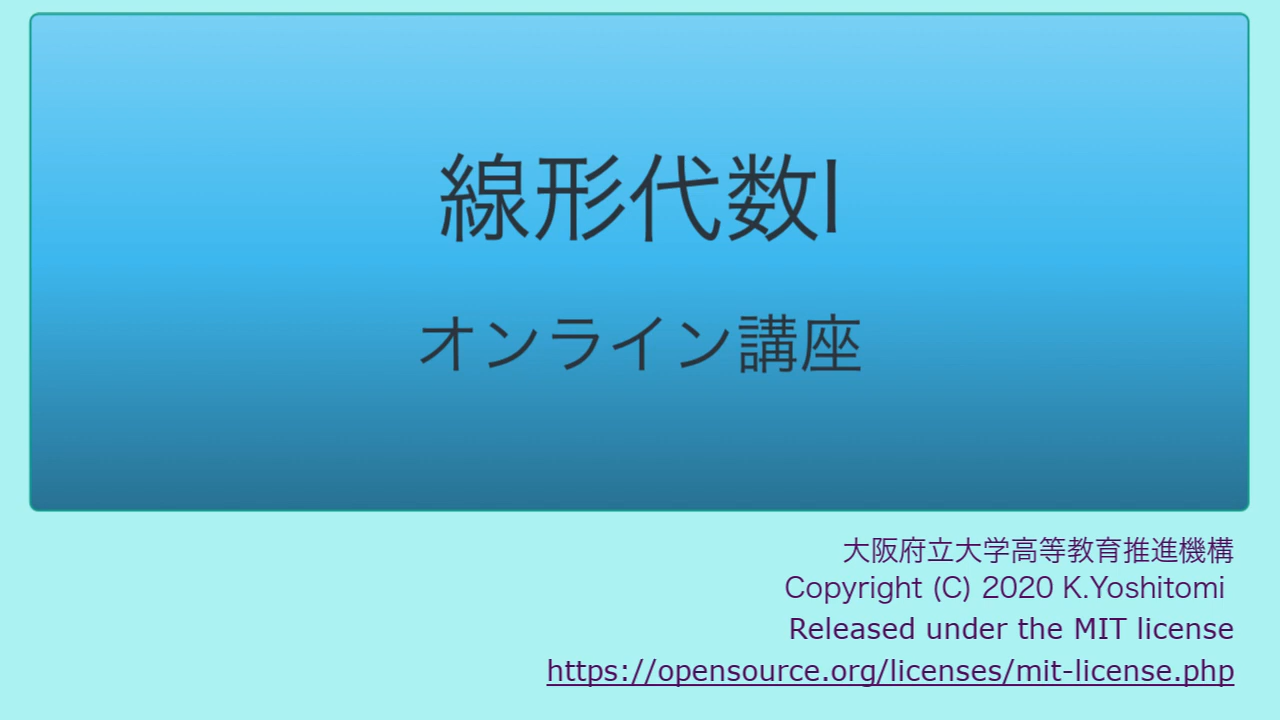 線形代数I
オンライン講座
大阪府立大学高等教育推進機構
Copyright (C) 2020 K.Yoshitomi
Released under the MIT license
https://opensource.org/licenses/mit-license.php